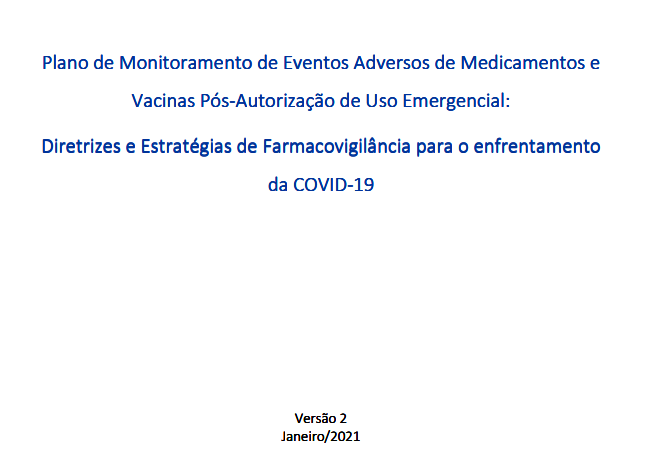 Plano de Monitoramento de Eventos Adversos de Medicamentos e
Vacinas Pós-Autorização de Uso Emergencial:
Diretrizes e Estratégias de Farmacovigilância para o enfrentamento
da COVID-19
Versão 2
Janeiro/2021